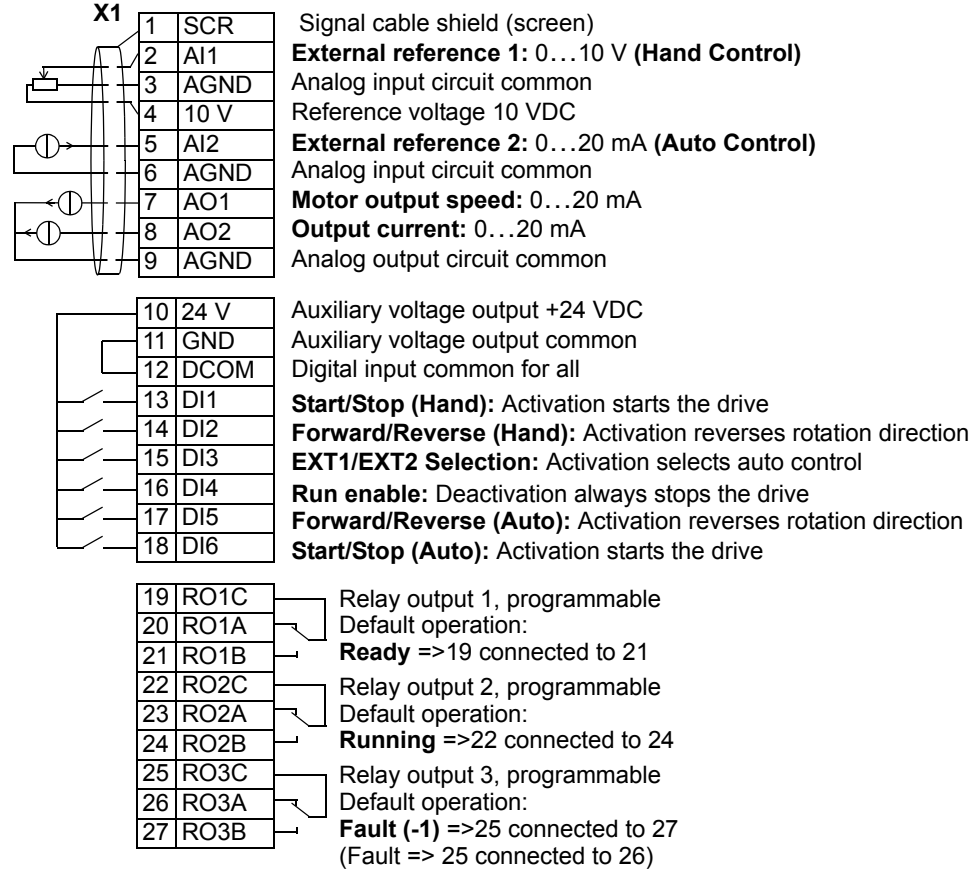 X1
1 SCR Signal cable shield (screen)
2 AI1 External reference 1: 0…10 V (Hand Control)
3 AGND Analog input circuit common
4 10 V Reference voltage 10 VDC
5 AI2 External reference 2: 0…20 mA (Auto Control)
6 AGND Analog input circuit common
7 AO1 Motor output speed: 0…20 mA
8 AO2 Output current: 0…20 mA
9 AGND Analog output circuit common
10 24 V Auxiliary voltage output +24 VDC
11 GND Auxiliary voltage output common
12 DCOM Digital input common for all
13 DI1 Start/Stop (Hand): Activation starts the drive
14 DI2 Forward/Reverse (Hand): Activation reverses rotation direction
15 DI3 EXT1/EXT2 Selection: Activation selects auto control
16 DI4 Run enable: Deactivation always stops the drive
17 DI5 Forward/Reverse (Auto): Activation reverses rotation direction
18 DI6 Start/Stop (Auto): Activation starts the drive
19 RO1C Relay output 1, programmable
20 RO1A Default operation:
21 RO1B Ready =>19 connected to 21
22 RO2C Relay output 2, programmable
23 RO2A Default operation:
24 RO2B Running =>22 connected to 24
25 RO3C Relay output 3, programmable
26 RO3A Default operation:
27 RO3B Fault (-1) =>25 connected to 27
(Fault => 25 connected to 26)